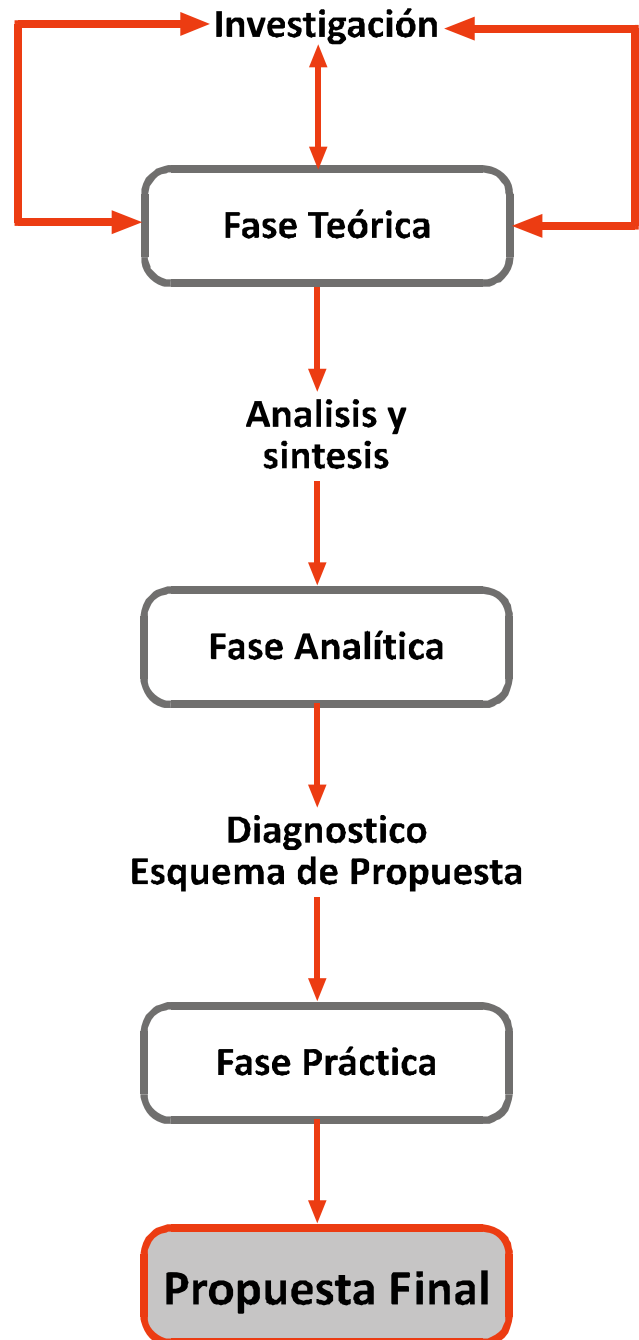 Investigación
Fase Teórica
Analisis y
sintesis
Fase Analítica
Diagnostico
Esquema de Propuesta
Fase Práctica
Propuesta Final